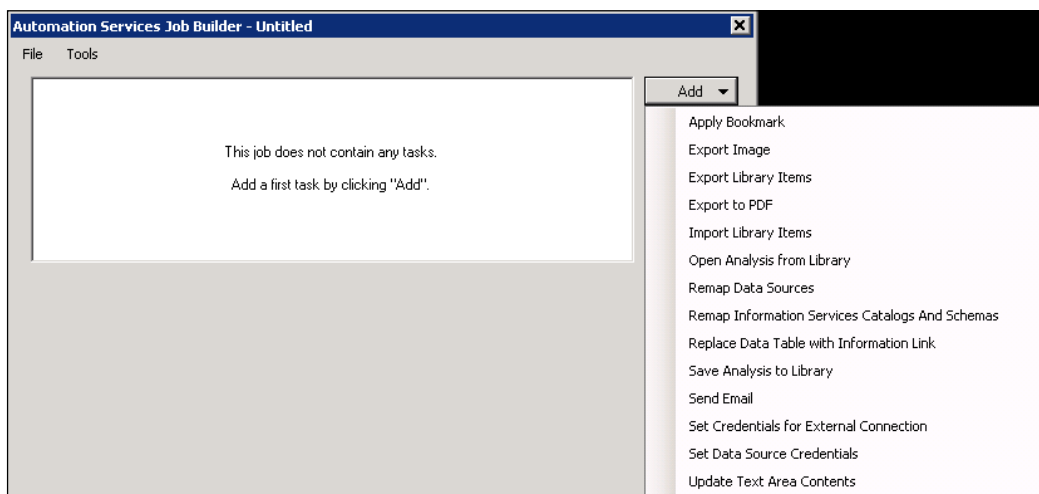 Automation Services Job Builder - Untitled
File Tools
Add
This job does not contain any tasks.
Add a first task by clicking "Add".
Apply Bookmark
Export Image
Export Library Items
Export to PDF
Import Library Items
Open Analysis from Library
Remap Data Sources
Remap Information Services Catalogs And Schemas
Replace Data Table with Information Link
Save Analysis to Library
Send Email
Set Credentials for External Connection
Set Data Source Credentials
Update Text Area Contents